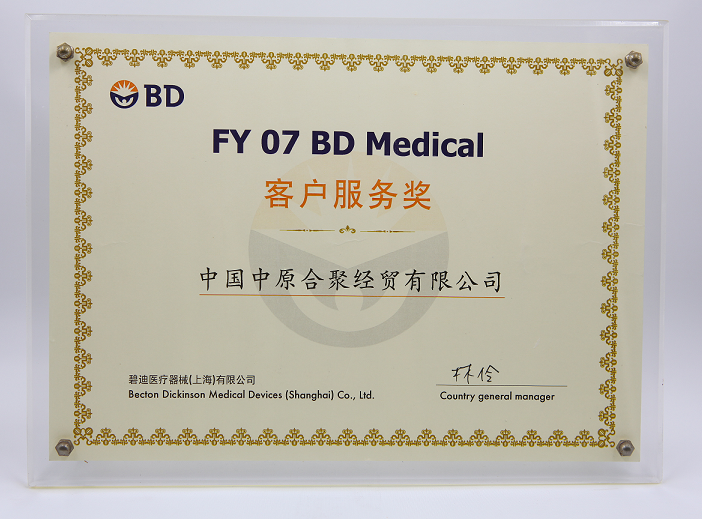 BD
FY 07 BD Medical
客户服务奖
中国中原合聚经贸有限公司
碧迪医疗器械(上海)有限公司
Becton Dickinson Medical Devices (Shanghai) Co., Ltd.
林伶
Country general manager